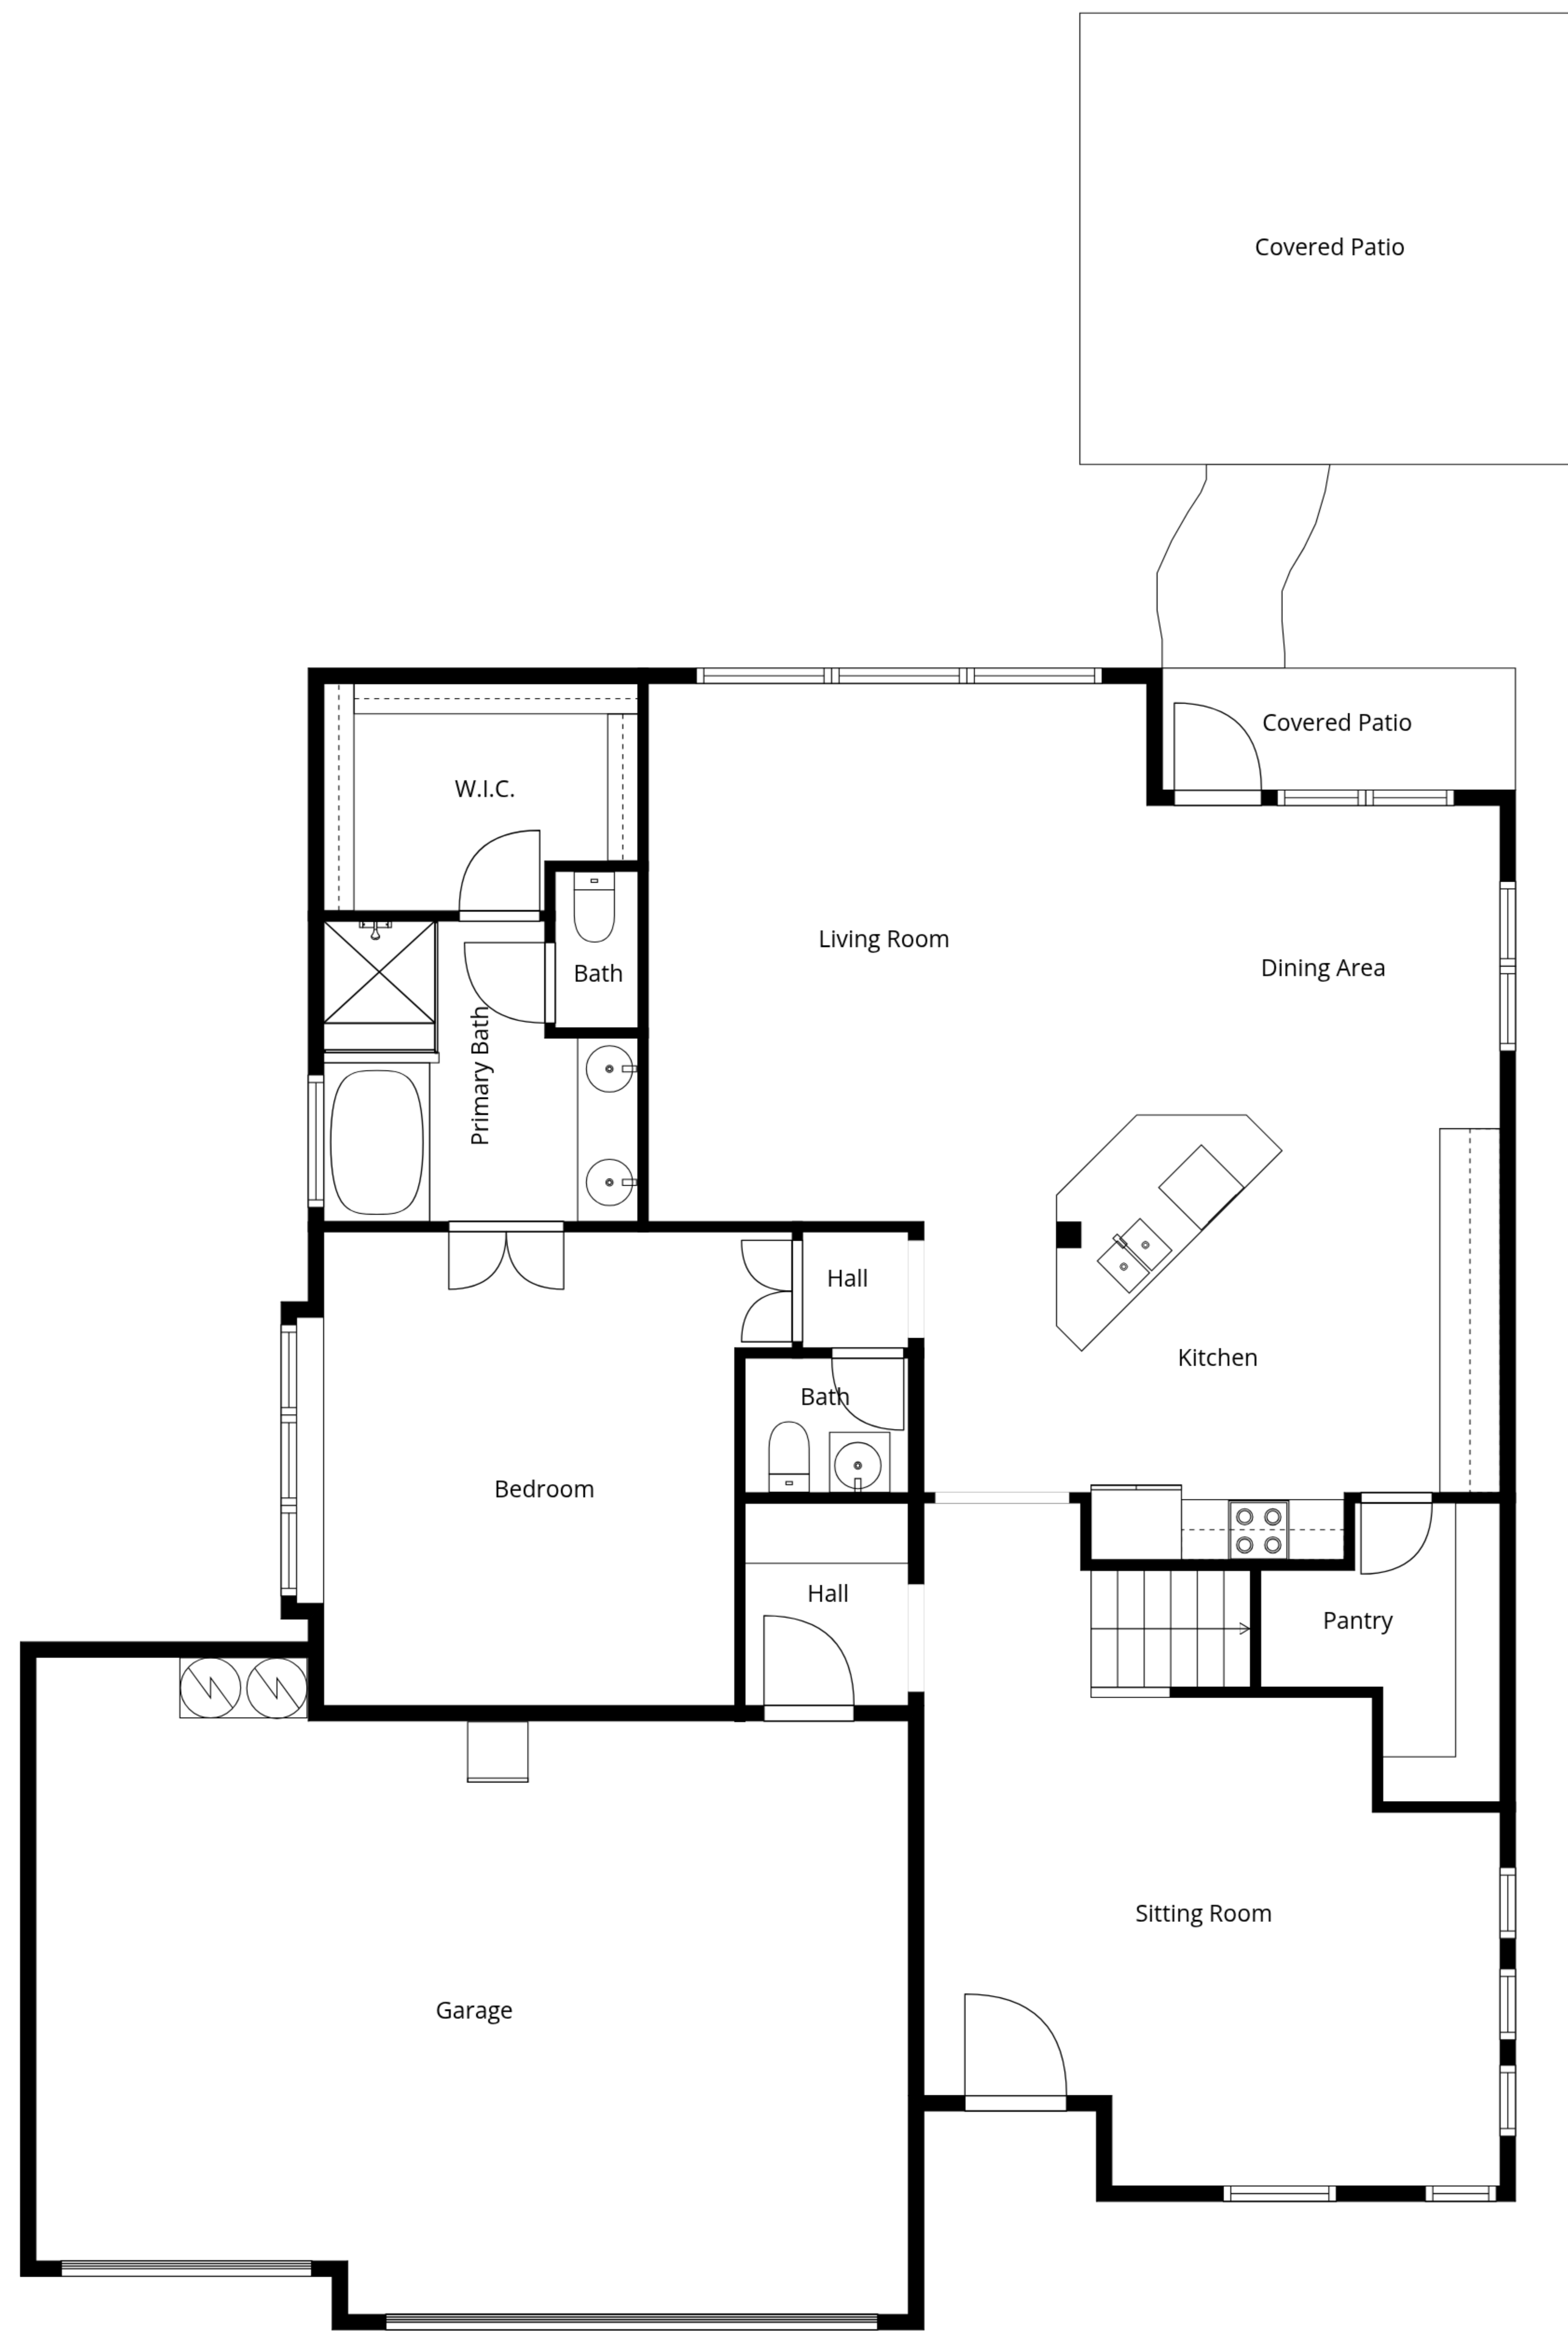 Covered Patio
Covered Patio
W.I.C.
Living Room
Dining Area
Bath
Primary Bath
Hall
Kitchen
Bath
Bedroom
Hall
Pantry
Sitting Room
Garage